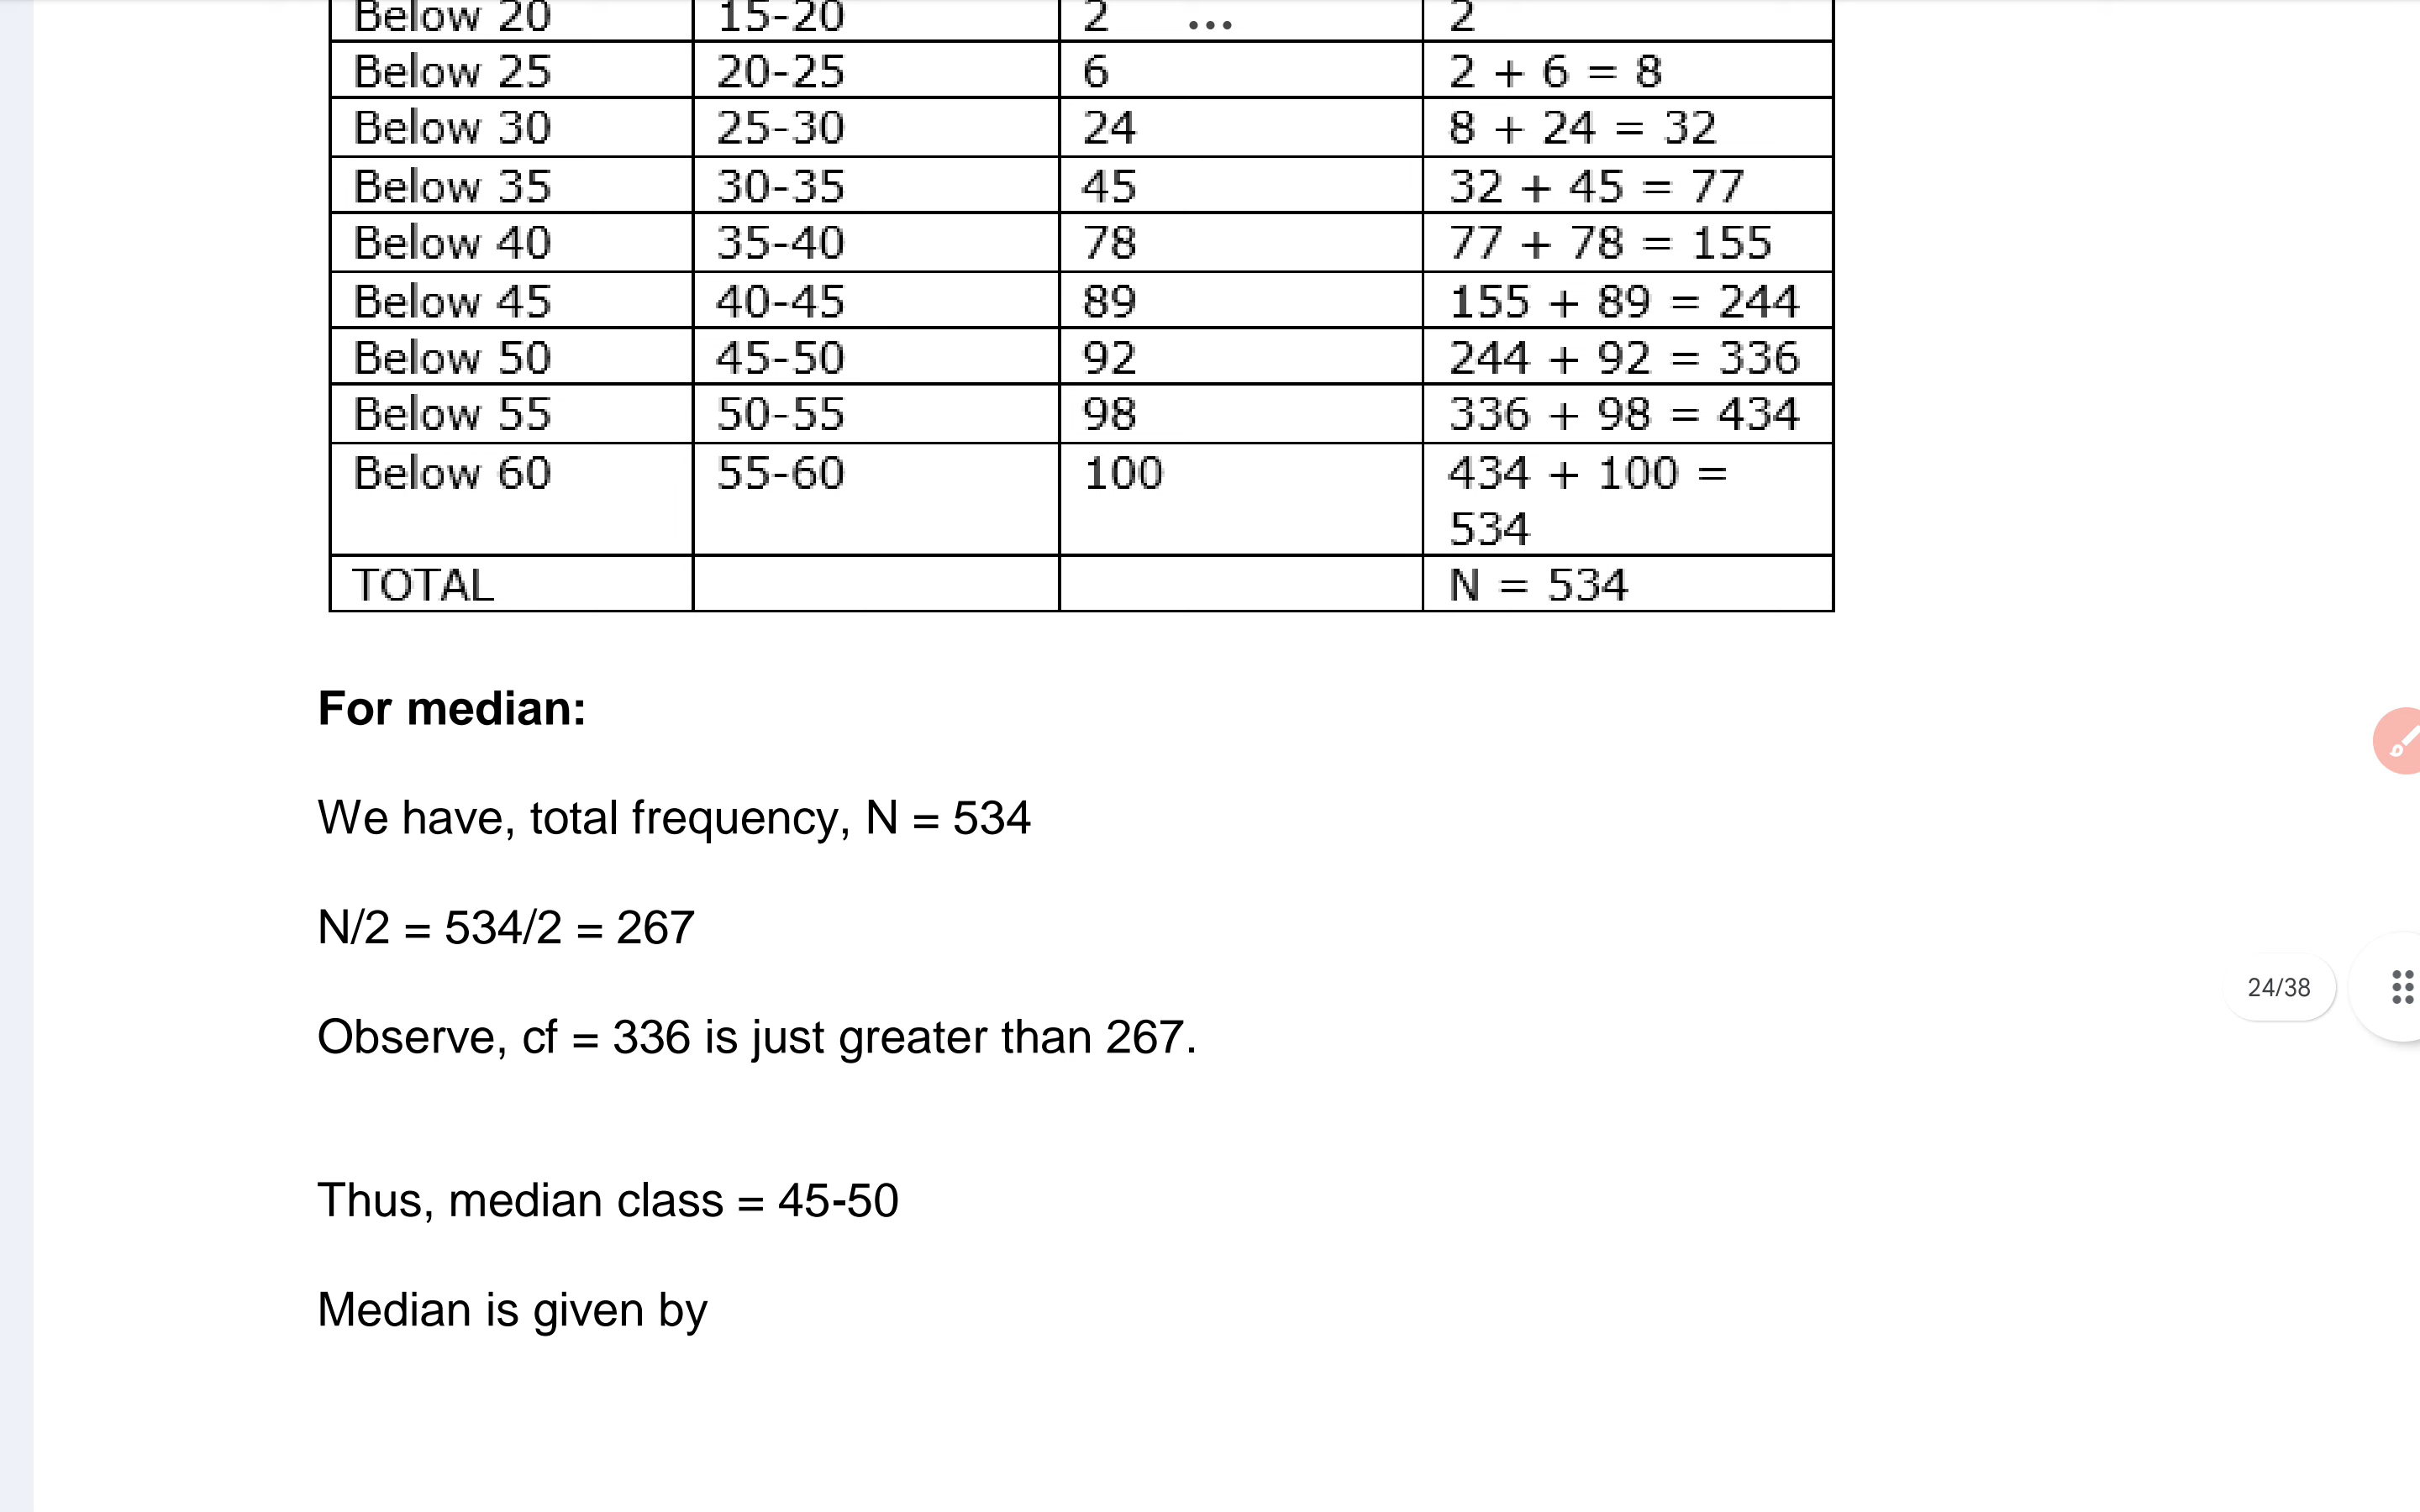 Below 20 15-20 2 ... 2
Below 25 20-25 6 2 + 6 = 8
Below 30 25-30 24 8 + 24 = 32
Below 35 30-35 45 32 + 45 = 77
Below 40 35-40 78 77 + 78 = 155
Below 45 40-45 89 155 + 89 = 244
Below 50 45-50 92 244 + 92 = 336
Below 55 50-55 98 336 + 98 = 434
Below 60 55-60 100 434 + 100 =
534
TOTAL N = 534
For median:
We have, total frequency, N = 534
N/2 = 534/2 = 267
24/38
Observe, cf = 336 is just greater than 267.
Thus, median class = 45-50
Median is given by